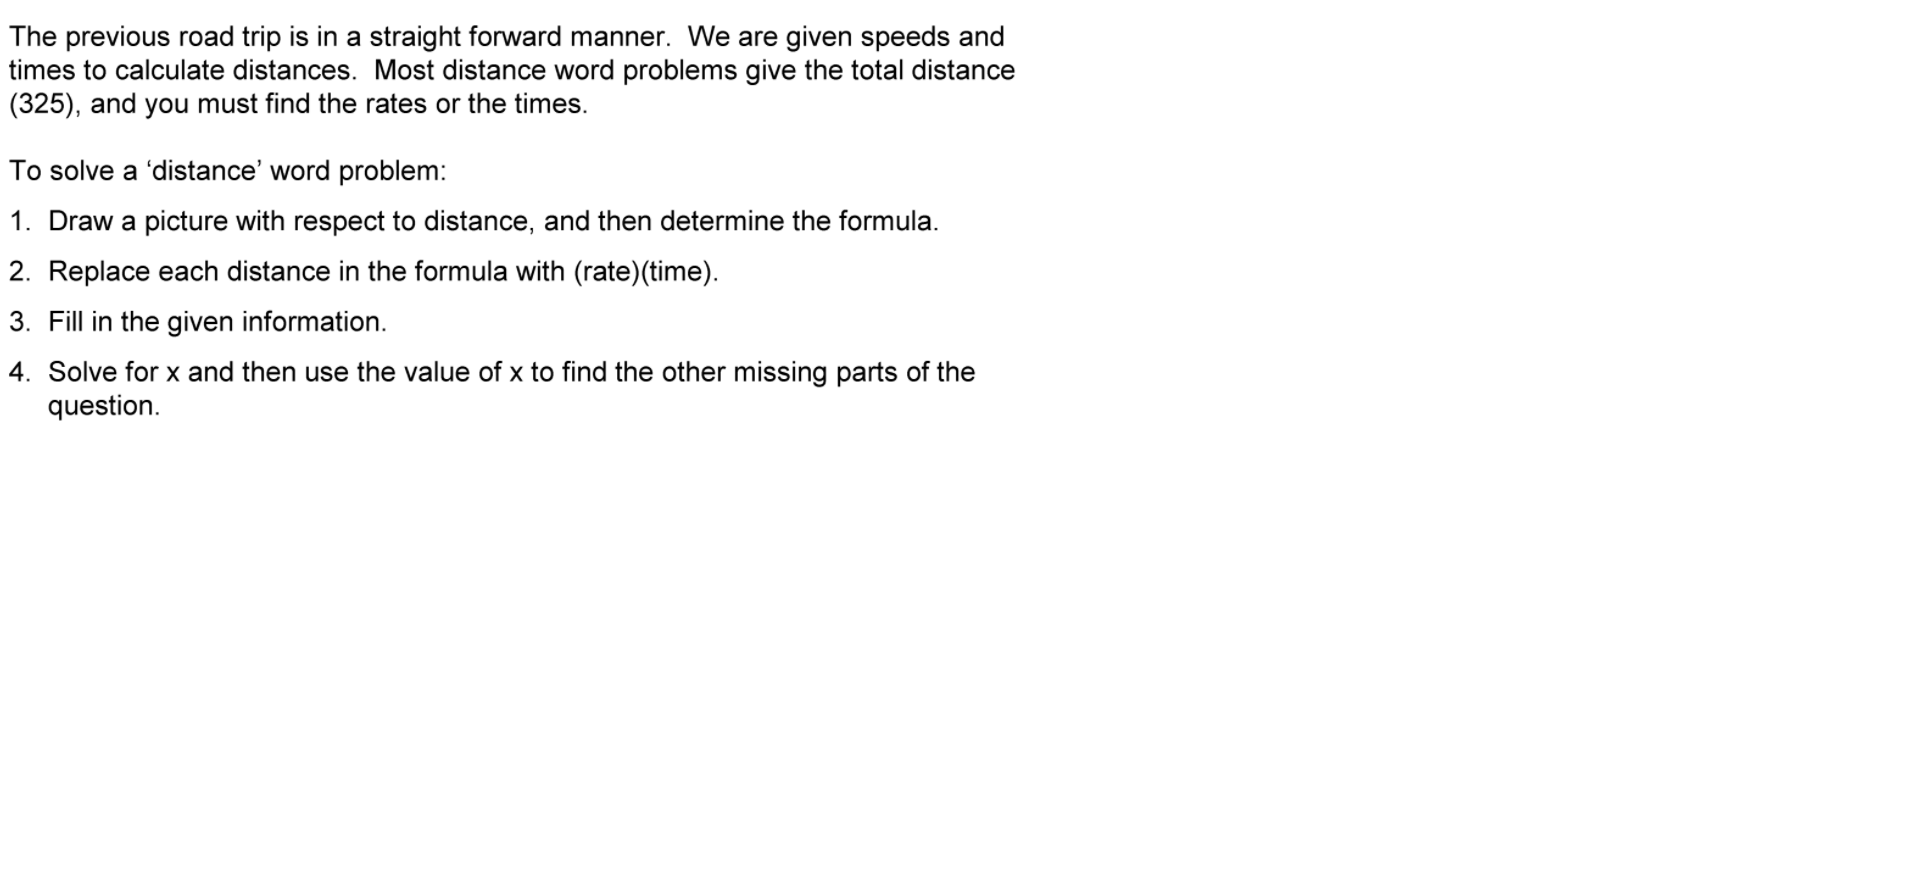 The previous road trip is in a straight forward manner.  We are given speeds and
times to calculate distances.  Most distance word problems give the total distance
(325), and you must find the rates or the times.
To solve a ‘distance’ word problem:
1.  Draw a picture with respect to distance, and then determine the formula.
2.  Replace each distance in the formula with (rate)(time).
3.  Fill in the given information.
4.  Solve for x and then use the value of x to find the other missing parts of the
question.